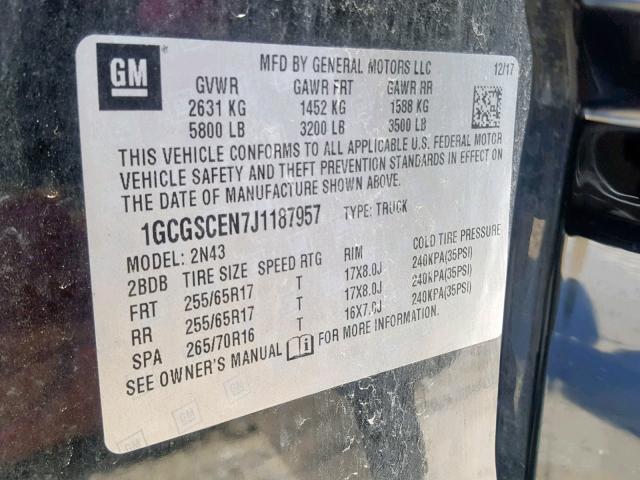 GM
MFD BY GENERAL MOTORS LLC 12/17
GVWR GAWR FRT GAWR RR
2631 KG 1452 KG 1588 KG
5800 LB 3200 LB 3500 LB
THIS VEHICLE CONFORMS TO ALL APPLICABLE U.S. FEDERAL MOTOR
VEHICLE SAFETY AND THEFT PREVENTION STANDARDS IN EFFECT ON
THE DATE OF MANUFACTURE SHOWN ABOVE.
1GCGSCEN7J1187957 TYPE: TRUCK
MODEL: 2N43
2BDB TIRE SIZE SPEED RTG RIM COLD TIRE PRESSURE
FRT 255/65R17 T 17X8.0J 240KPA(35PSI)
RR 255/65R17 T 17X8.0J 240KPA(35PSI)
SPA 265/70R16 T 16X7.0J 240KPA(35PSI)
SEE OWNER'S MANUAL FOR MORE INFORMATION.
GM GM GM GM